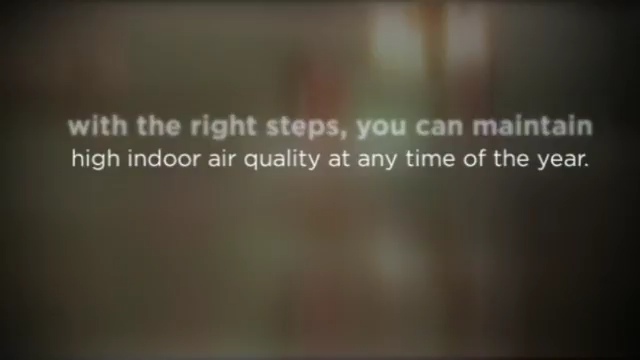 with the right steps, you can maintain
high indoor air quality at any time of the year.